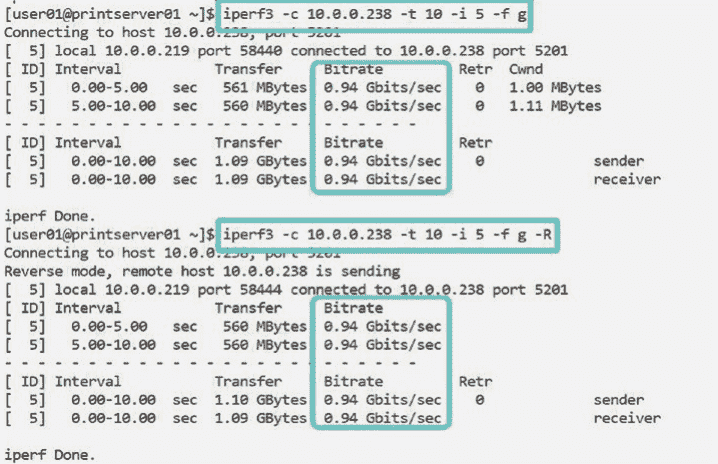 [user01@printserver01 ~]$ iperf3 -c 10.0.0.238 -t 10 -i 5 -f g
Connecting to host 10.0.0.238, port 5201
[  5] local 10.0.0.219 port 58440 connected to 10.0.0.238 port 5201
[ ID] Interval           Transfer     Bitrate         Retr  Cwnd
[  5]   0.00-5.00   sec   561 MBytes  0.94 Gbits/sec    0   1.00 MBytes
[  5]   5.00-10.00  sec   560 MBytes  0.94 Gbits/sec    0   1.11 MBytes
- - - - - - - - - - - - - - - - - - - - - - - - -
[ ID] Interval           Transfer     Bitrate         Retr
[  5]   0.00-10.00  sec  1.09 GBytes  0.94 Gbits/sec    0             sender
[  5]   0.00-10.00  sec  1.09 GBytes  0.94 Gbits/sec                  receiver
iperf Done.
[user01@printserver01 ~]$ iperf3 -c 10.0.0.238 -t 10 -i 5 -f g -R
Connecting to host 10.0.0.238, port 5201
Reverse mode, remote host 10.0.0.238 is sending
[  5] local 10.0.0.219 port 58444 connected to 10.0.0.238 port 5201
[ ID] Interval           Transfer     Bitrate
[  5]   0.00-5.00   sec   560 MBytes  0.94 Gbits/sec
[  5]   5.00-10.00  sec   560 MBytes  0.94 Gbits/sec
- - - - - - - - - - - - - - - - - - - - - - - - -
[ ID] Interval           Transfer     Bitrate         Retr
[  5]   0.00-10.00  sec  1.10 GBytes  0.94 Gbits/sec    0             sender
[  5]   0.00-10.00  sec  1.09 GBytes  0.94 Gbits/sec                  receiver
iperf Done.